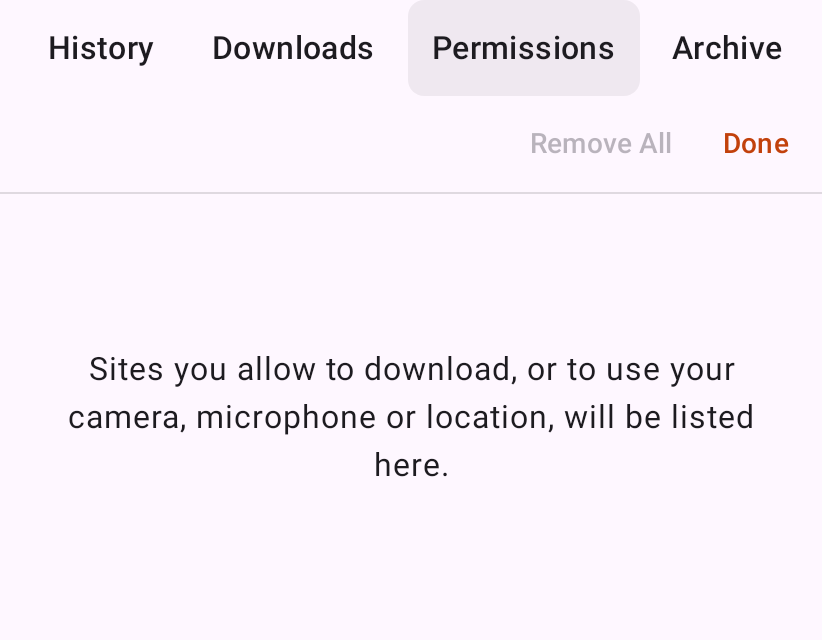 History Downloads Permissions Archive
Remove All Done
Sites you allow to download, or to use your
camera, microphone or location, will be listed
here.